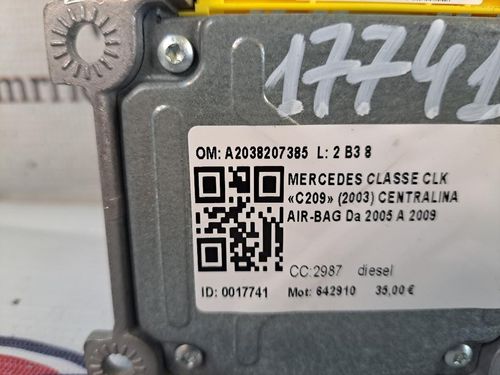 17741
OM: A2038207385 L: 2 B3 8
MERCEDES CLASSE CLK
«C209» (2003) CENTRALINA
AIR-BAG Da 2005 A 2009
CC:2987 diesel
ID: 0017741 Mot: 642910 35,00 €